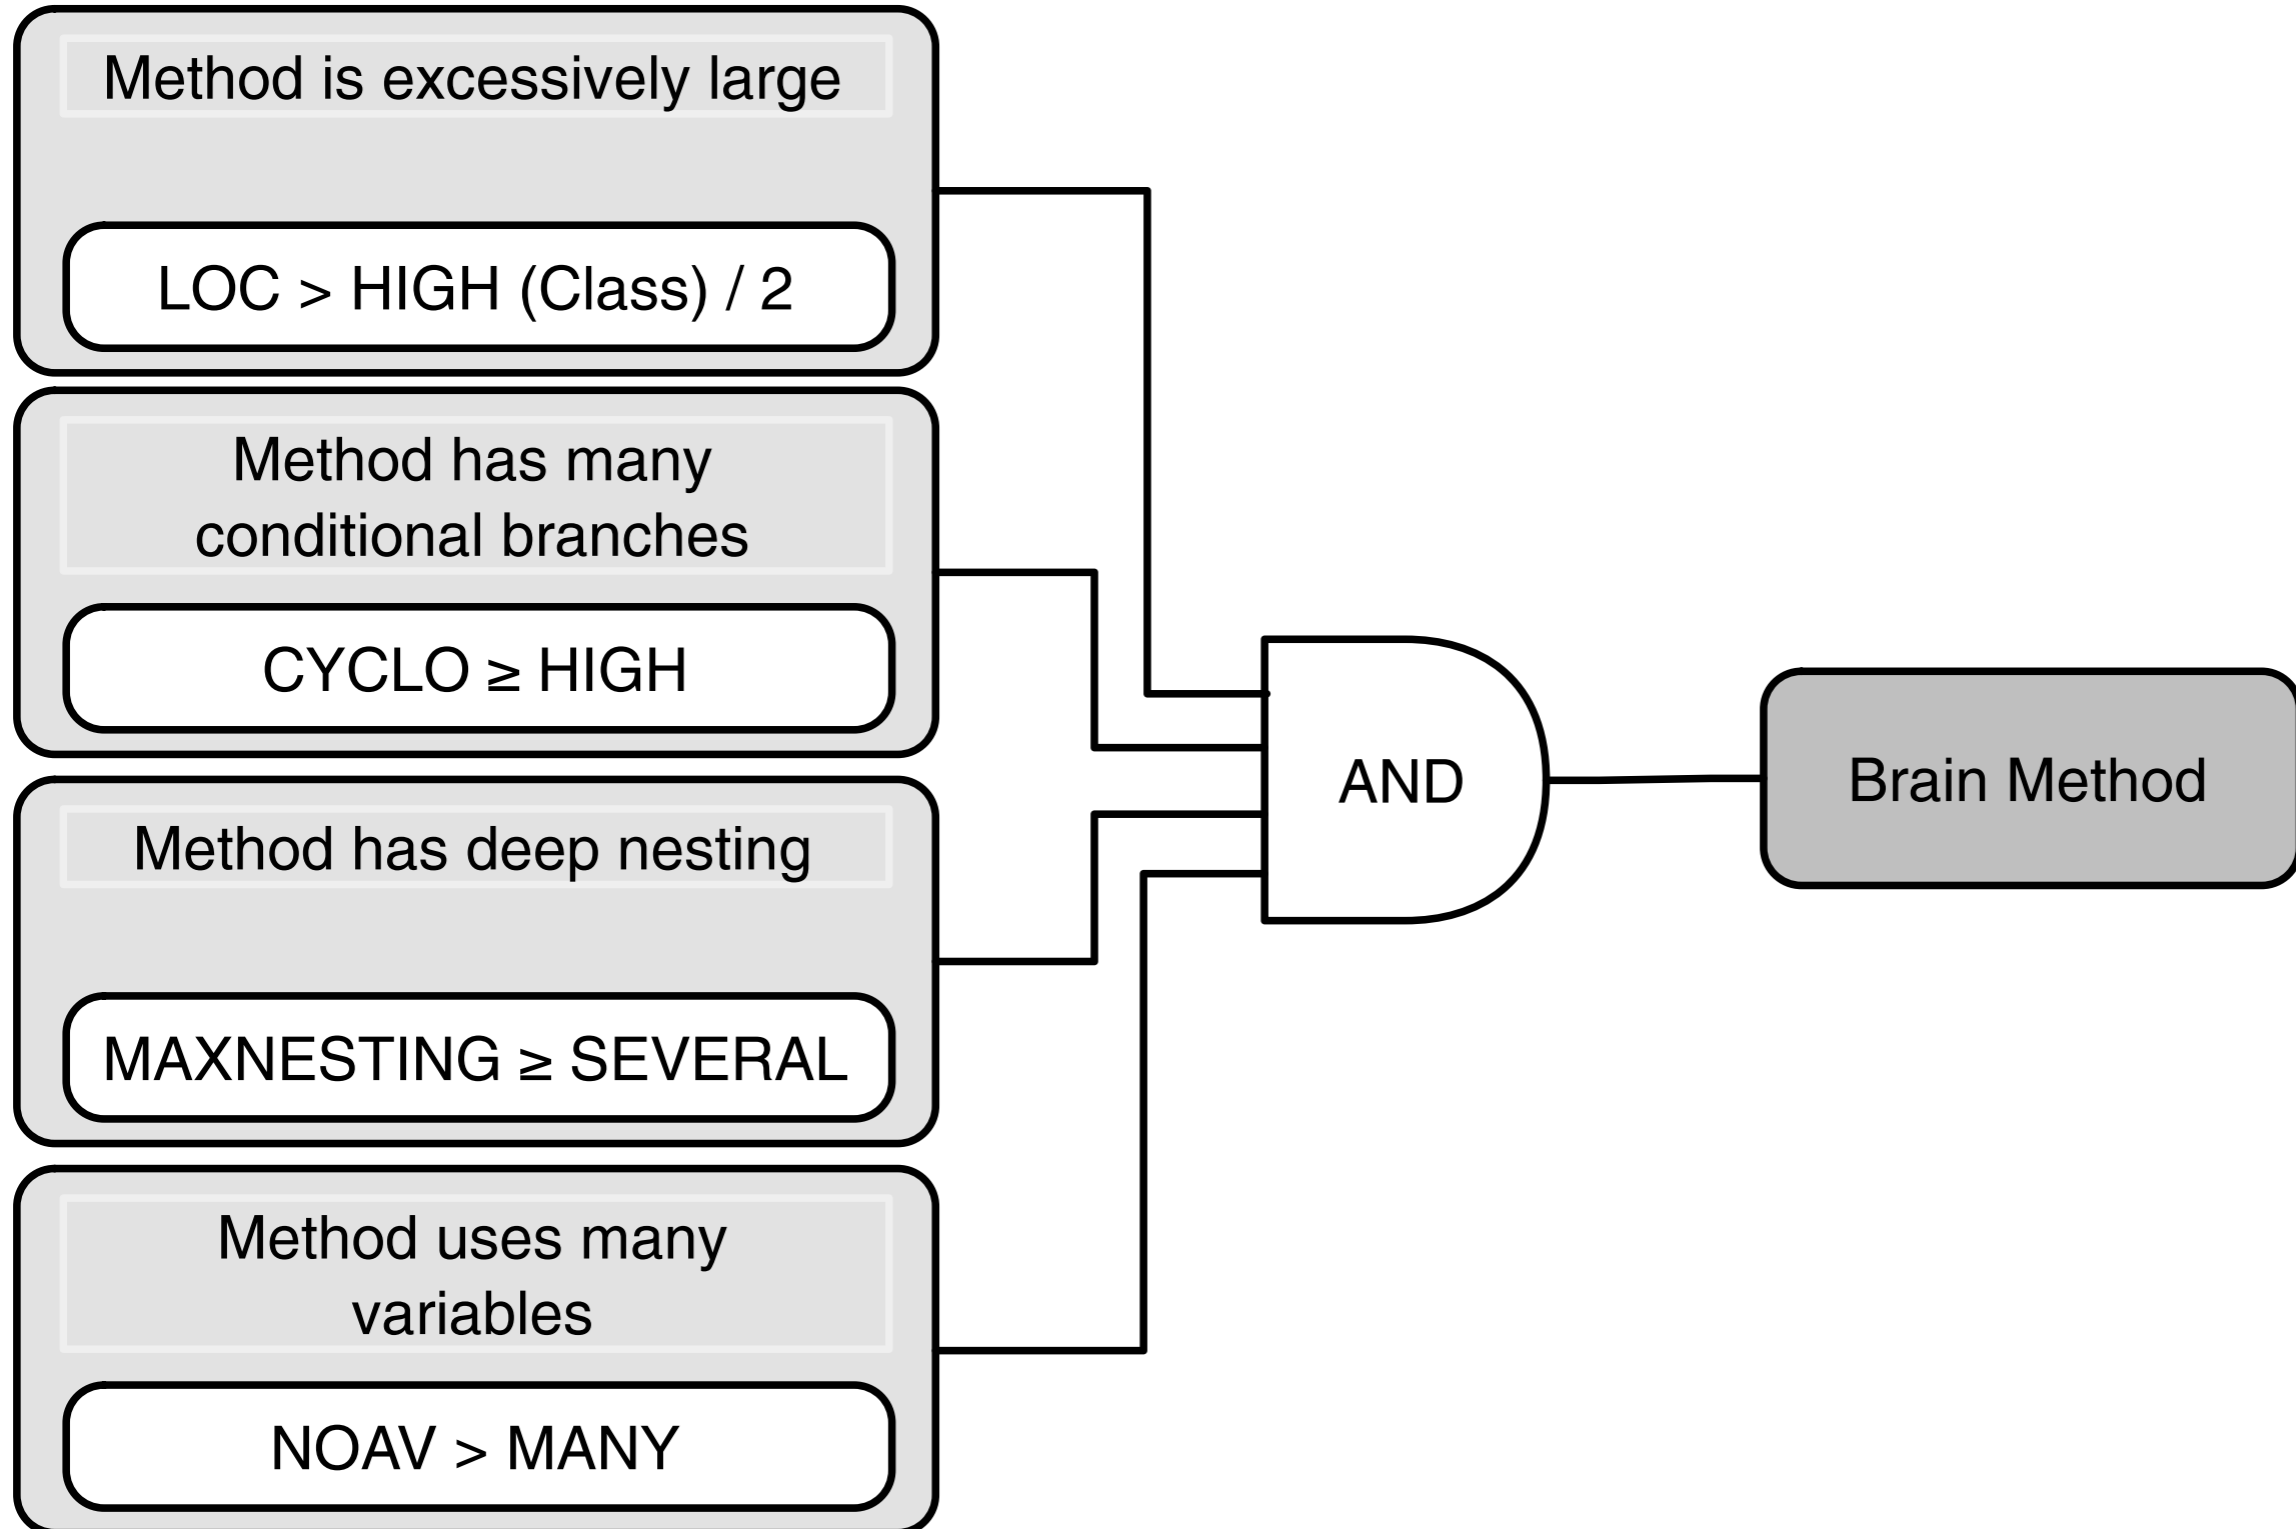 Method is excessively large
LOC > HIGH (Class) / 2
Method has many
conditional branches
CYCLO ≥ HIGH
Method has deep nesting
MAXNESTING ≥ SEVERAL
Method uses many
variables
NOAV > MANY
AND
Brain Method